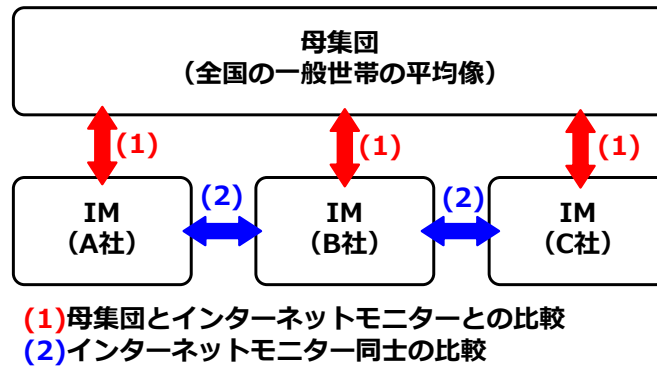 母集団
（全国の一般世帯の平均像）
(1)
(1)
(1)
IM
（A社）
(2)
IM
（B社）
(2)
IM
（C社）
(1)母集団とインターネットモニターとの比較
(2)インターネットモニター同士の比較